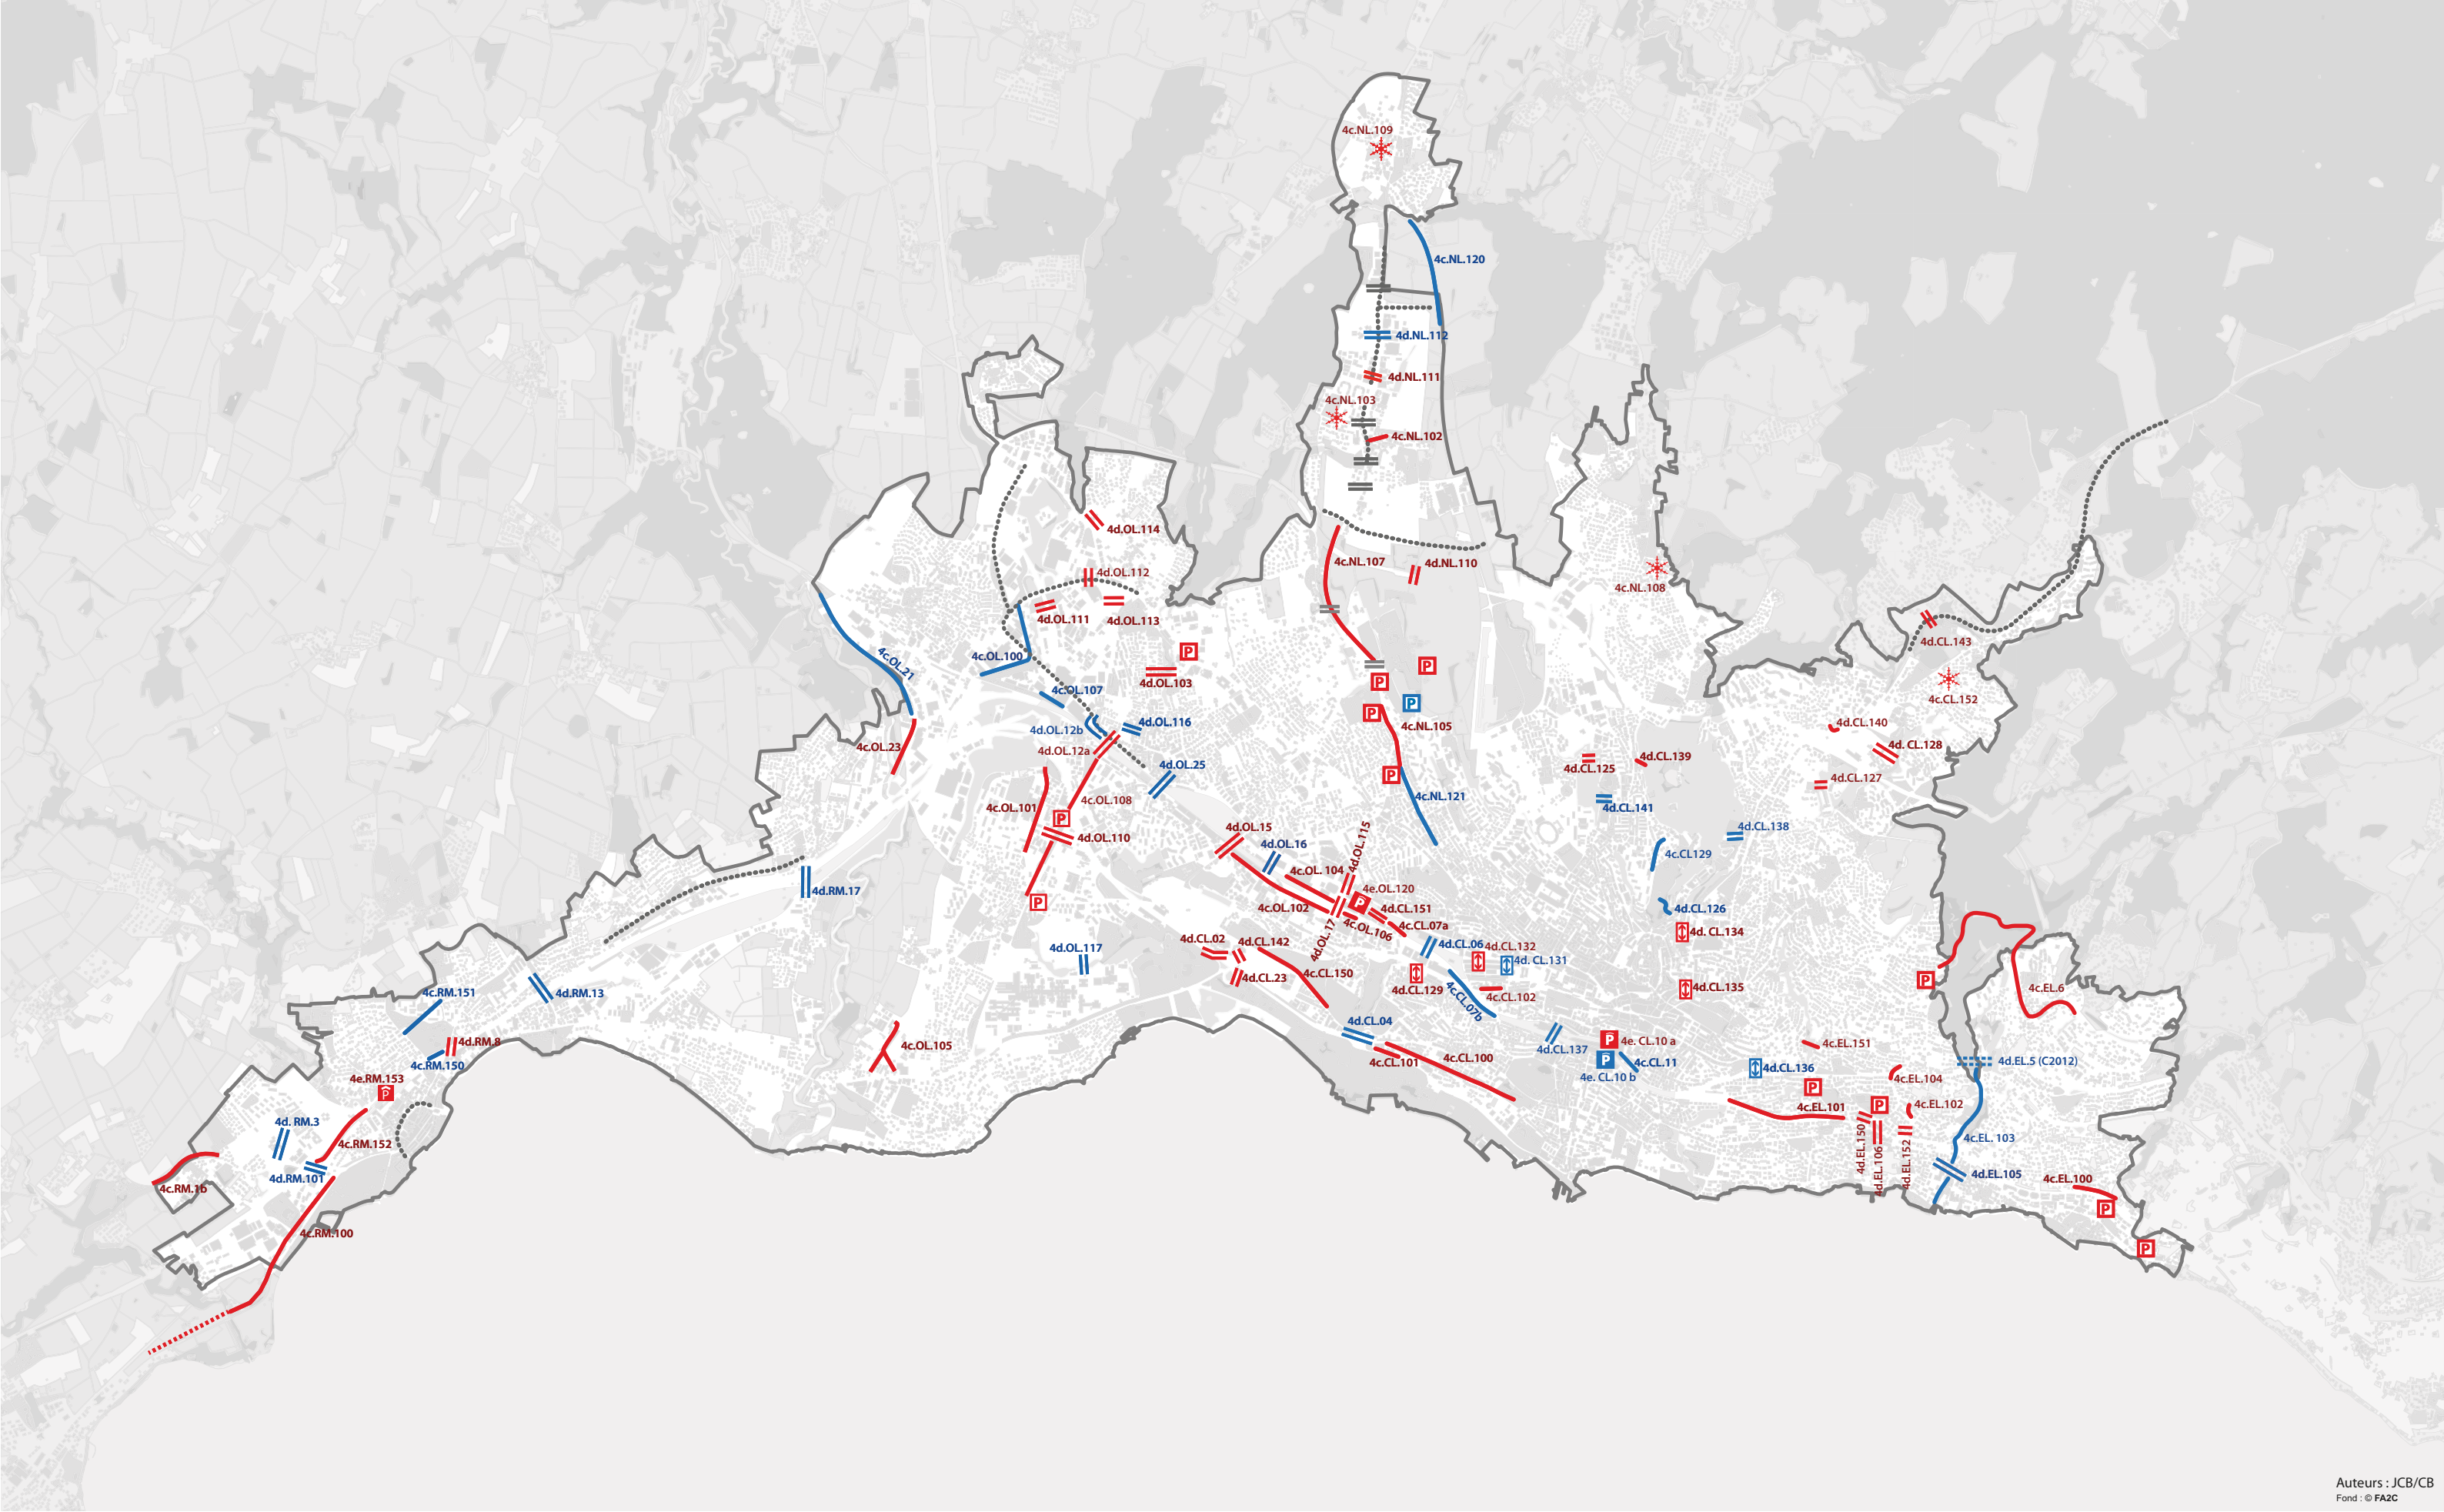 4c.NL.109
4c.NL.120
4d.NL.112
4d.NL.111
4c.NL.103
4c.NL.102
4d.OL.114
4c.NL.107
4d.NL.110
4d.OL.112
4c.NL.108
4d.OL.111
4d.OL.113
4d.CL.143
4c.OL.21
4c.OL.100
P
4d.OL.103
P
P
4c.CL.152
4c.OL.107
P
P
4d.OL.12b
4d.OL.116
4c.NL.105
4d.CL.140
4c.OL.23
4d.OL.12a
4d. CL.128
4d.CL.125
4d.CL.139
4d.OL.25
P
4d.CL.127
4c.OL.101
4c.OL.108
4c.NL.121
4d.CL.141
P
4d.OL.110
4d.OL.15
4d.OL.16
4d.OL.115
4d.CL.138
4c.CL129
4c.OL. 104
4d.RM.17
4e.OL.120
P
P
4c.OL.102
4d.CL.151
4d.CL.126
4c.OL.106
4c.CL.07a
4d.OL.17
4d. CL.134
4d.CL.02
4d.CL.142
4d.OL.117
4d.CL.06
4d.CL.132
4d. CL.131
4d.CL.23
4c.CL.150
4d.CL.129
4c.CL.07b
4c.CL.102
4d.CL.135
P
4c.EL.6
4c.RM.151
4d.RM.13
4d.CL.04
4d.RM.8
4c.OL.105
4d.CL.137
P
4e. CL.10 a
4c.EL.151
4c.RM.150
4c.CL.101
4c.CL.100
P
4c.CL.11
4d.CL.136
4d.EL.5 (C2012)
4e.RM.153
P
4e. CL.10 b
4c.EL.104
P
4c.EL.101
P
4c.EL.102
4d. RM.3
4c.RM.152
4d.EL.150
4d.EL.106
4d.EL.152
4c.EL. 103
4d.RM.101
4d.EL.105
4c.EL.100
4c.RM.1b
P
4c.RM.100
P
Auteurs : JCB/CB
Fond : © FA2C